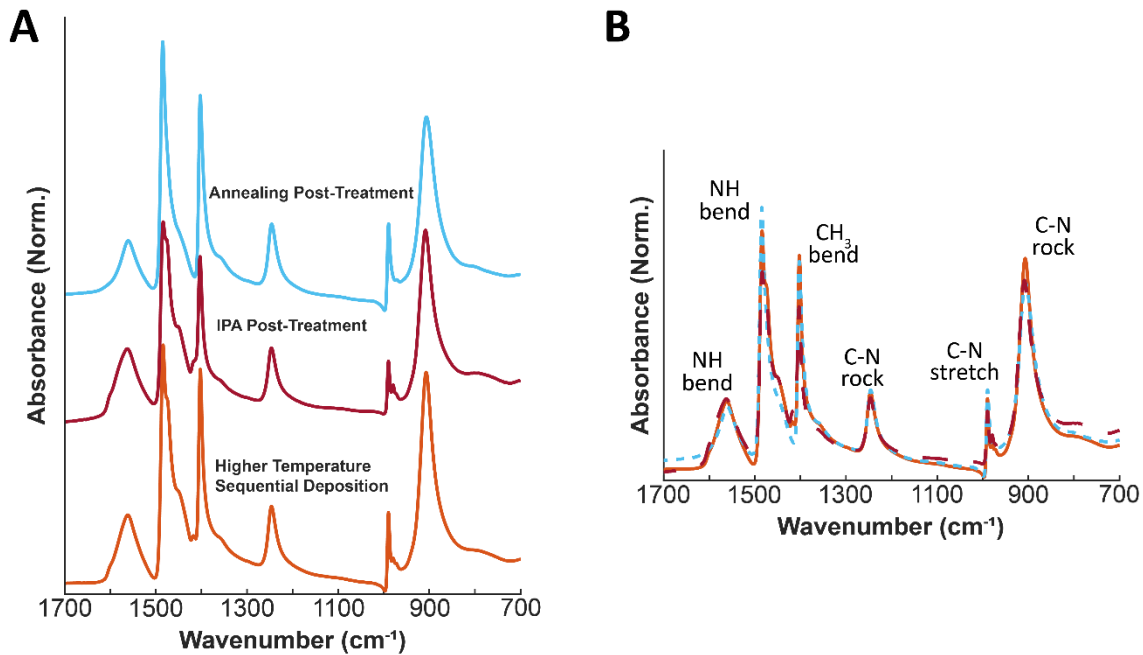 A
Absorbance (Norm.)
Annealing Post-Treatment
IPA Post-Treatment
Higher Temperature
Sequential Deposition
1700 1500 1300 1100 900 700
Wavenumber (cm⁻¹)
B
Absorbance (Norm.)
NH
bend
NH
bend
CH₃
bend
C-N
rock
C-N
stretch
C-N
rock
1700 1500 1300 1100 900 700
Wavenumber (cm⁻¹)